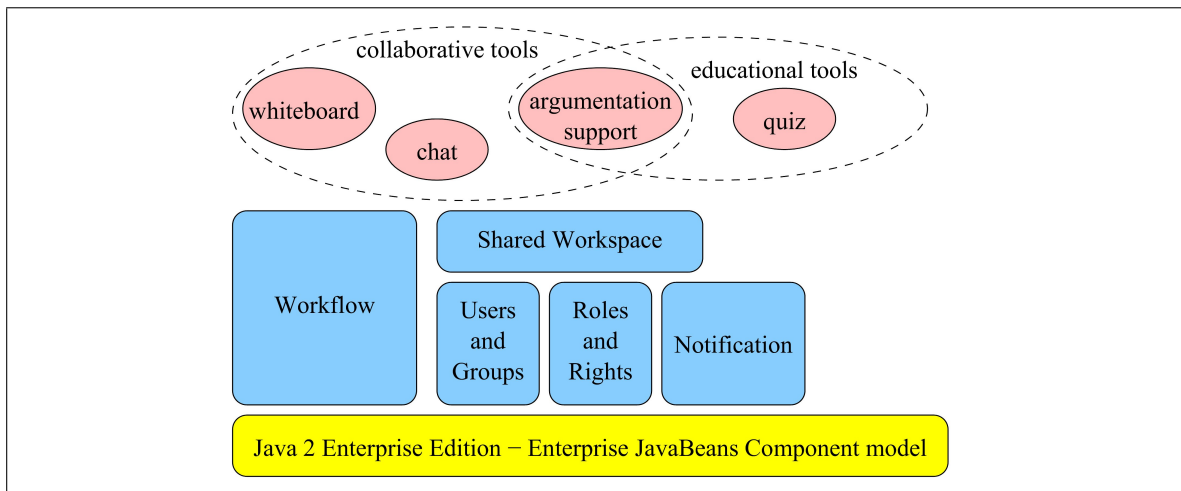 collaborative tools
educational tools
whiteboard
argumentation
support
quiz
chat
Shared Workspace
Workflow
Users
and
Groups
Roles
and
Rights
Notification
Java 2 Enterprise Edition − Enterprise JavaBeans Component model